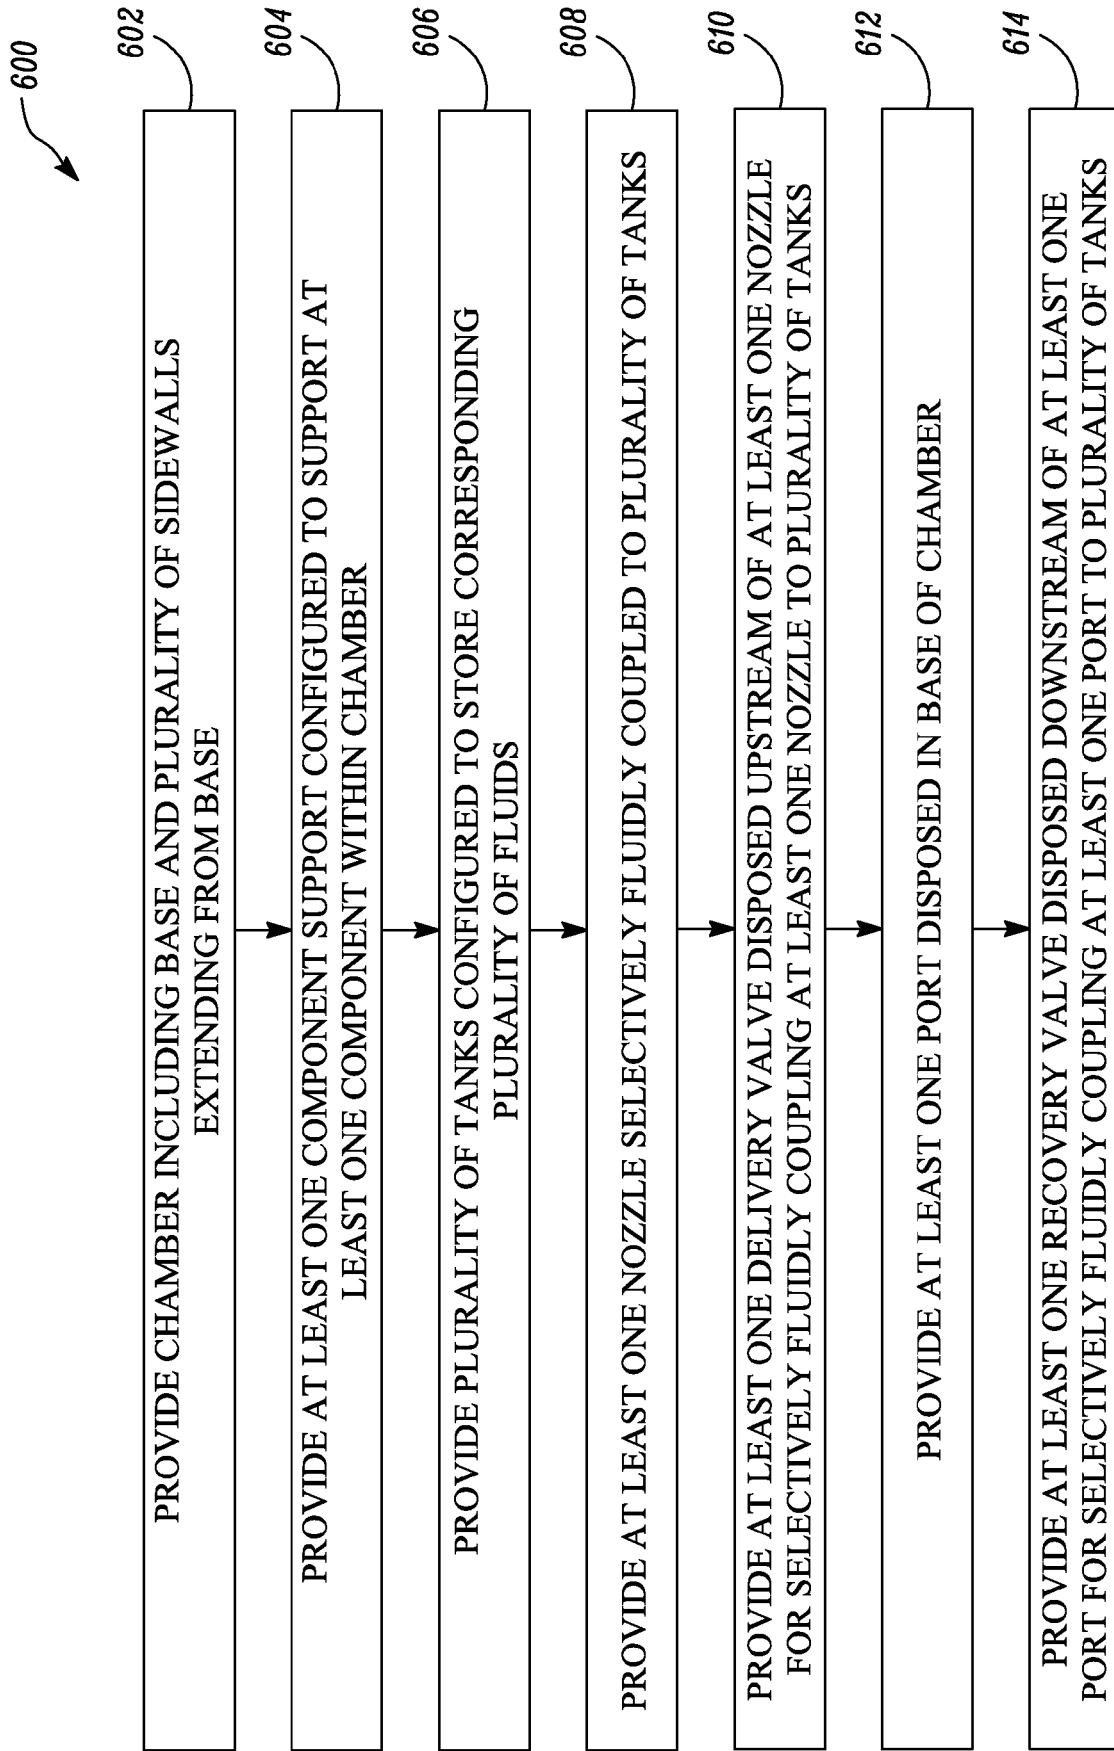 600
602
PROVIDE CHAMBER INCLUDING BASE AND PLURALITY OF SIDEWALLS
EXTENDING FROM BASE
604
PROVIDE AT LEAST ONE COMPONENT SUPPORT CONFIGURED TO SUPPORT AT
LEAST ONE COMPONENT WITHIN CHAMBER
606
PROVIDE PLURALITY OF TANKS CONFIGURED TO STORE CORRESPONDING
PLURALITY OF FLUIDS
608
PROVIDE AT LEAST ONE NOZZLE SELECTIVELY FLUIDLY COUPLED TO PLURALITY OF TANKS
610
PROVIDE AT LEAST ONE DELIVERY VALVE DISPOSED UPSTREAM OF AT LEAST ONE NOZZLE
FOR SELECTIVELY FLUIDLY COUPLING AT LEAST ONE NOZZLE TO PLURALITY OF TANKS
612
PROVIDE AT LEAST ONE PORT DISPOSED IN BASE OF CHAMBER
614
PROVIDE AT LEAST ONE RECOVERY VALVE DISPOSED DOWNSTREAM OF AT LEAST ONE
PORT FOR SELECTIVELY FLUIDLY COUPLING AT LEAST ONE PORT TO PLURALITY OF TANKS